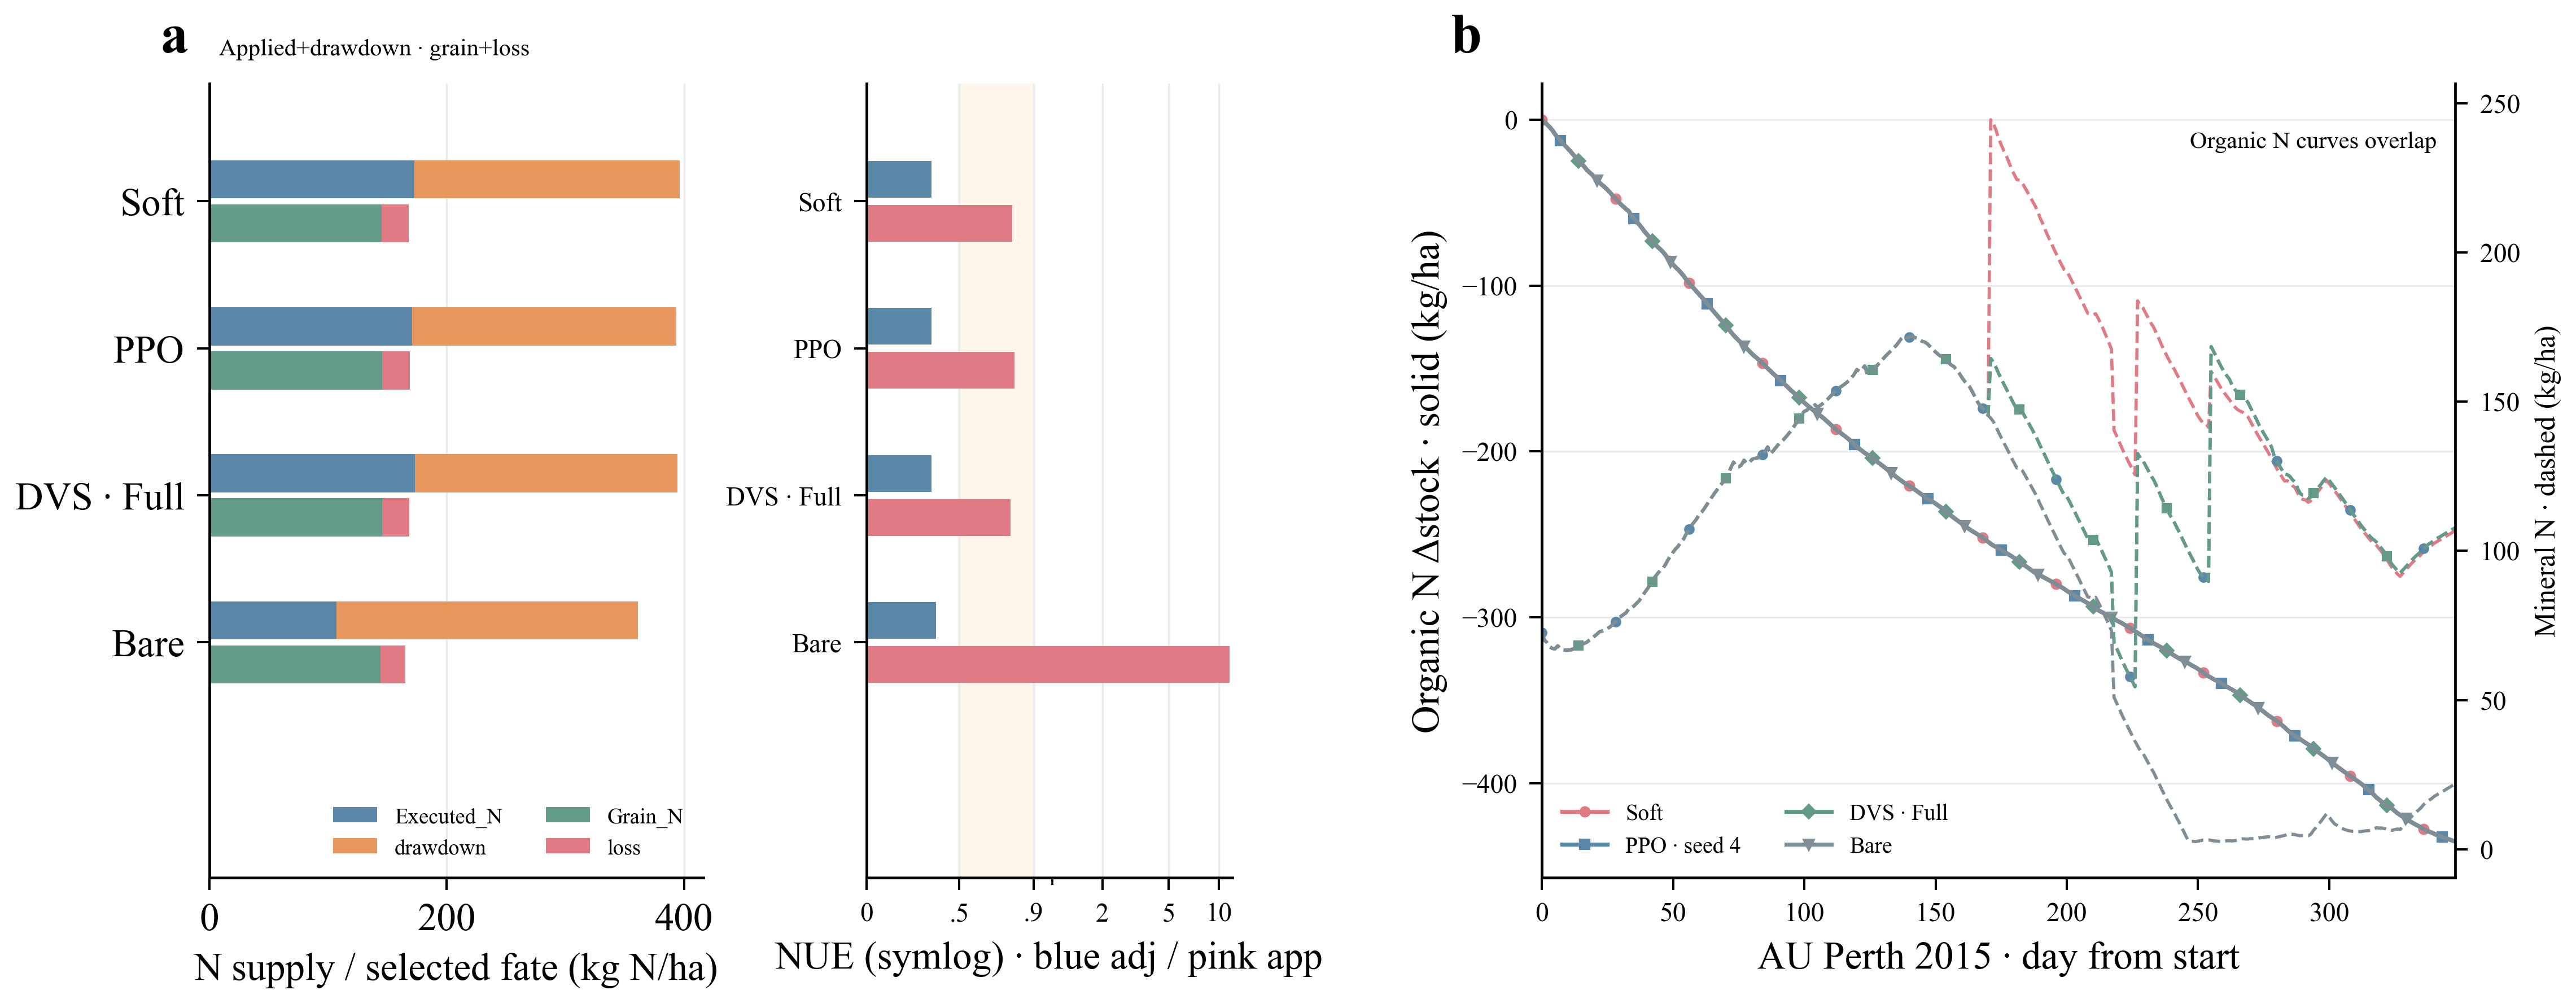 a
Applied+drawdown · grain+loss
Soft
PPO
DVS · Full
Bare
Executed_N
Grain_N
drawdown
loss
0
200
400
N supply / selected fate (kg N/ha)
Soft
PPO
DVS · Full
Bare
0
.5
.9
2
5
10
NUE (symlog) · blue adj / pink app
b
Organic N Δstock · solid (kg/ha)
0
−100
−200
−300
−400
Organic N curves overlap
Soft
DVS · Full
PPO · seed 4
Bare
0
50
100
150
200
250
300
AU Perth 2015 · day from start
250
200
150
100
50
0
Mineral N · dashed (kg/ha)